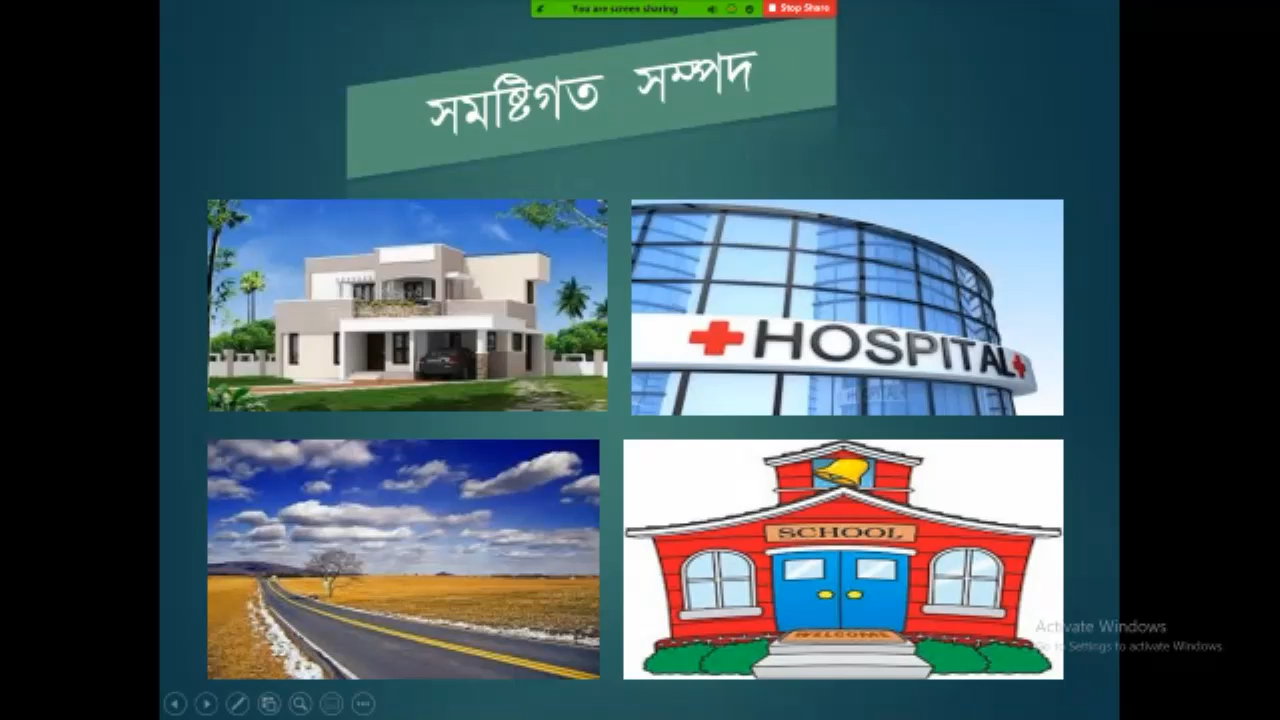 You are screen sharing
Stop Share
সমষ্টিগত সম্পদ
HOSPITAL
SCHOOL
WELCOME
Activate Windows
Go to Settings to activate Windows